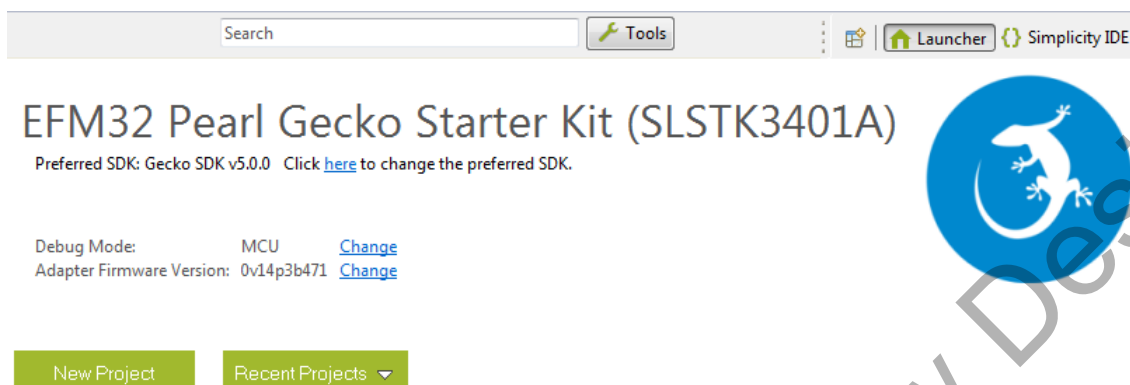 Search Tools Launcher {} Simplicity IDE
EFM32 Pearl Gecko Starter Kit (SLSTK3401A)
Preferred SDK: Gecko SDK v5.0.0 Click here to change the preferred SDK.
Debug Mode: MCU Change
Adapter Firmware Version: 0v14p3b471 Change
New Project Recent Projects